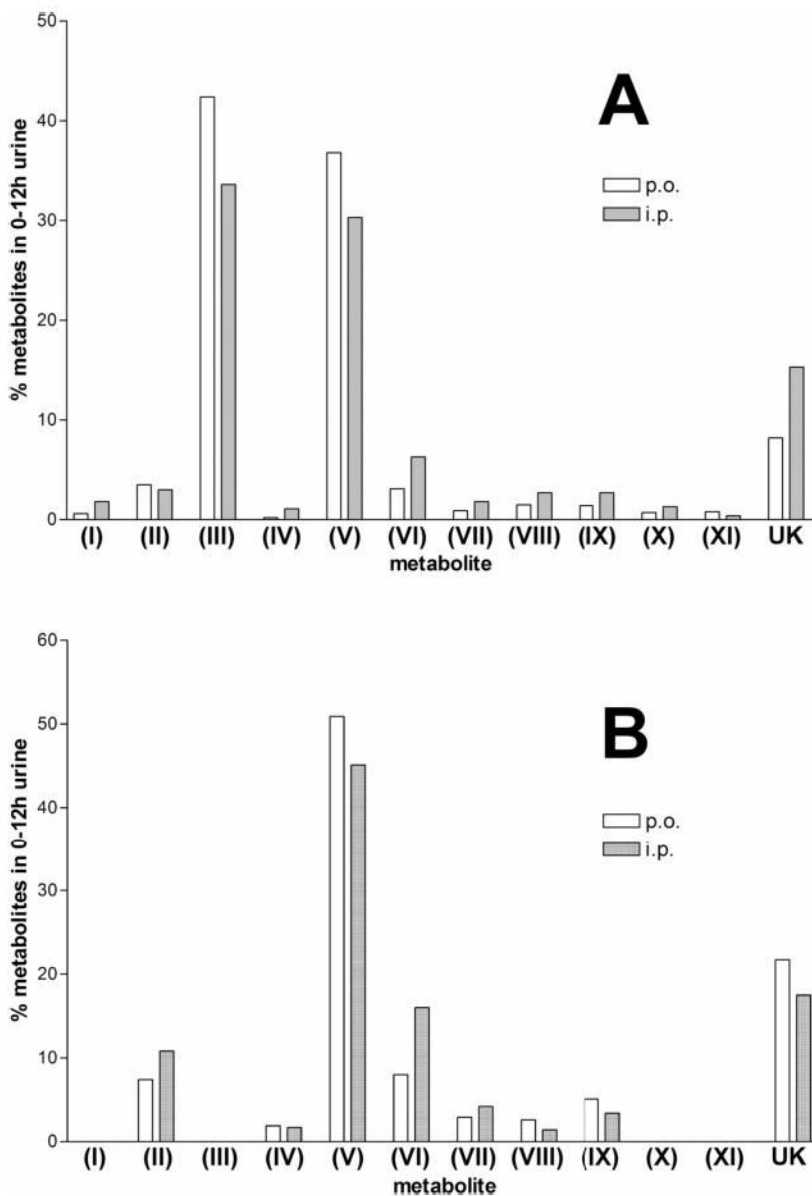 50
40
30
20
10
0
% metabolites in 0-12h urine
A
p.o.
i.p.
(I) (II) (III) (IV) (V) (VI) (VII) (VIII) (IX) (X) (XI) UK
metabolite
60
50
40
30
20
10
0
% metabolites in 0-12h urine
B
p.o.
i.p.
(I) (II) (III) (IV) (V) (VI) (VII) (VIII) (IX) (X) (XI) UK
metabolite